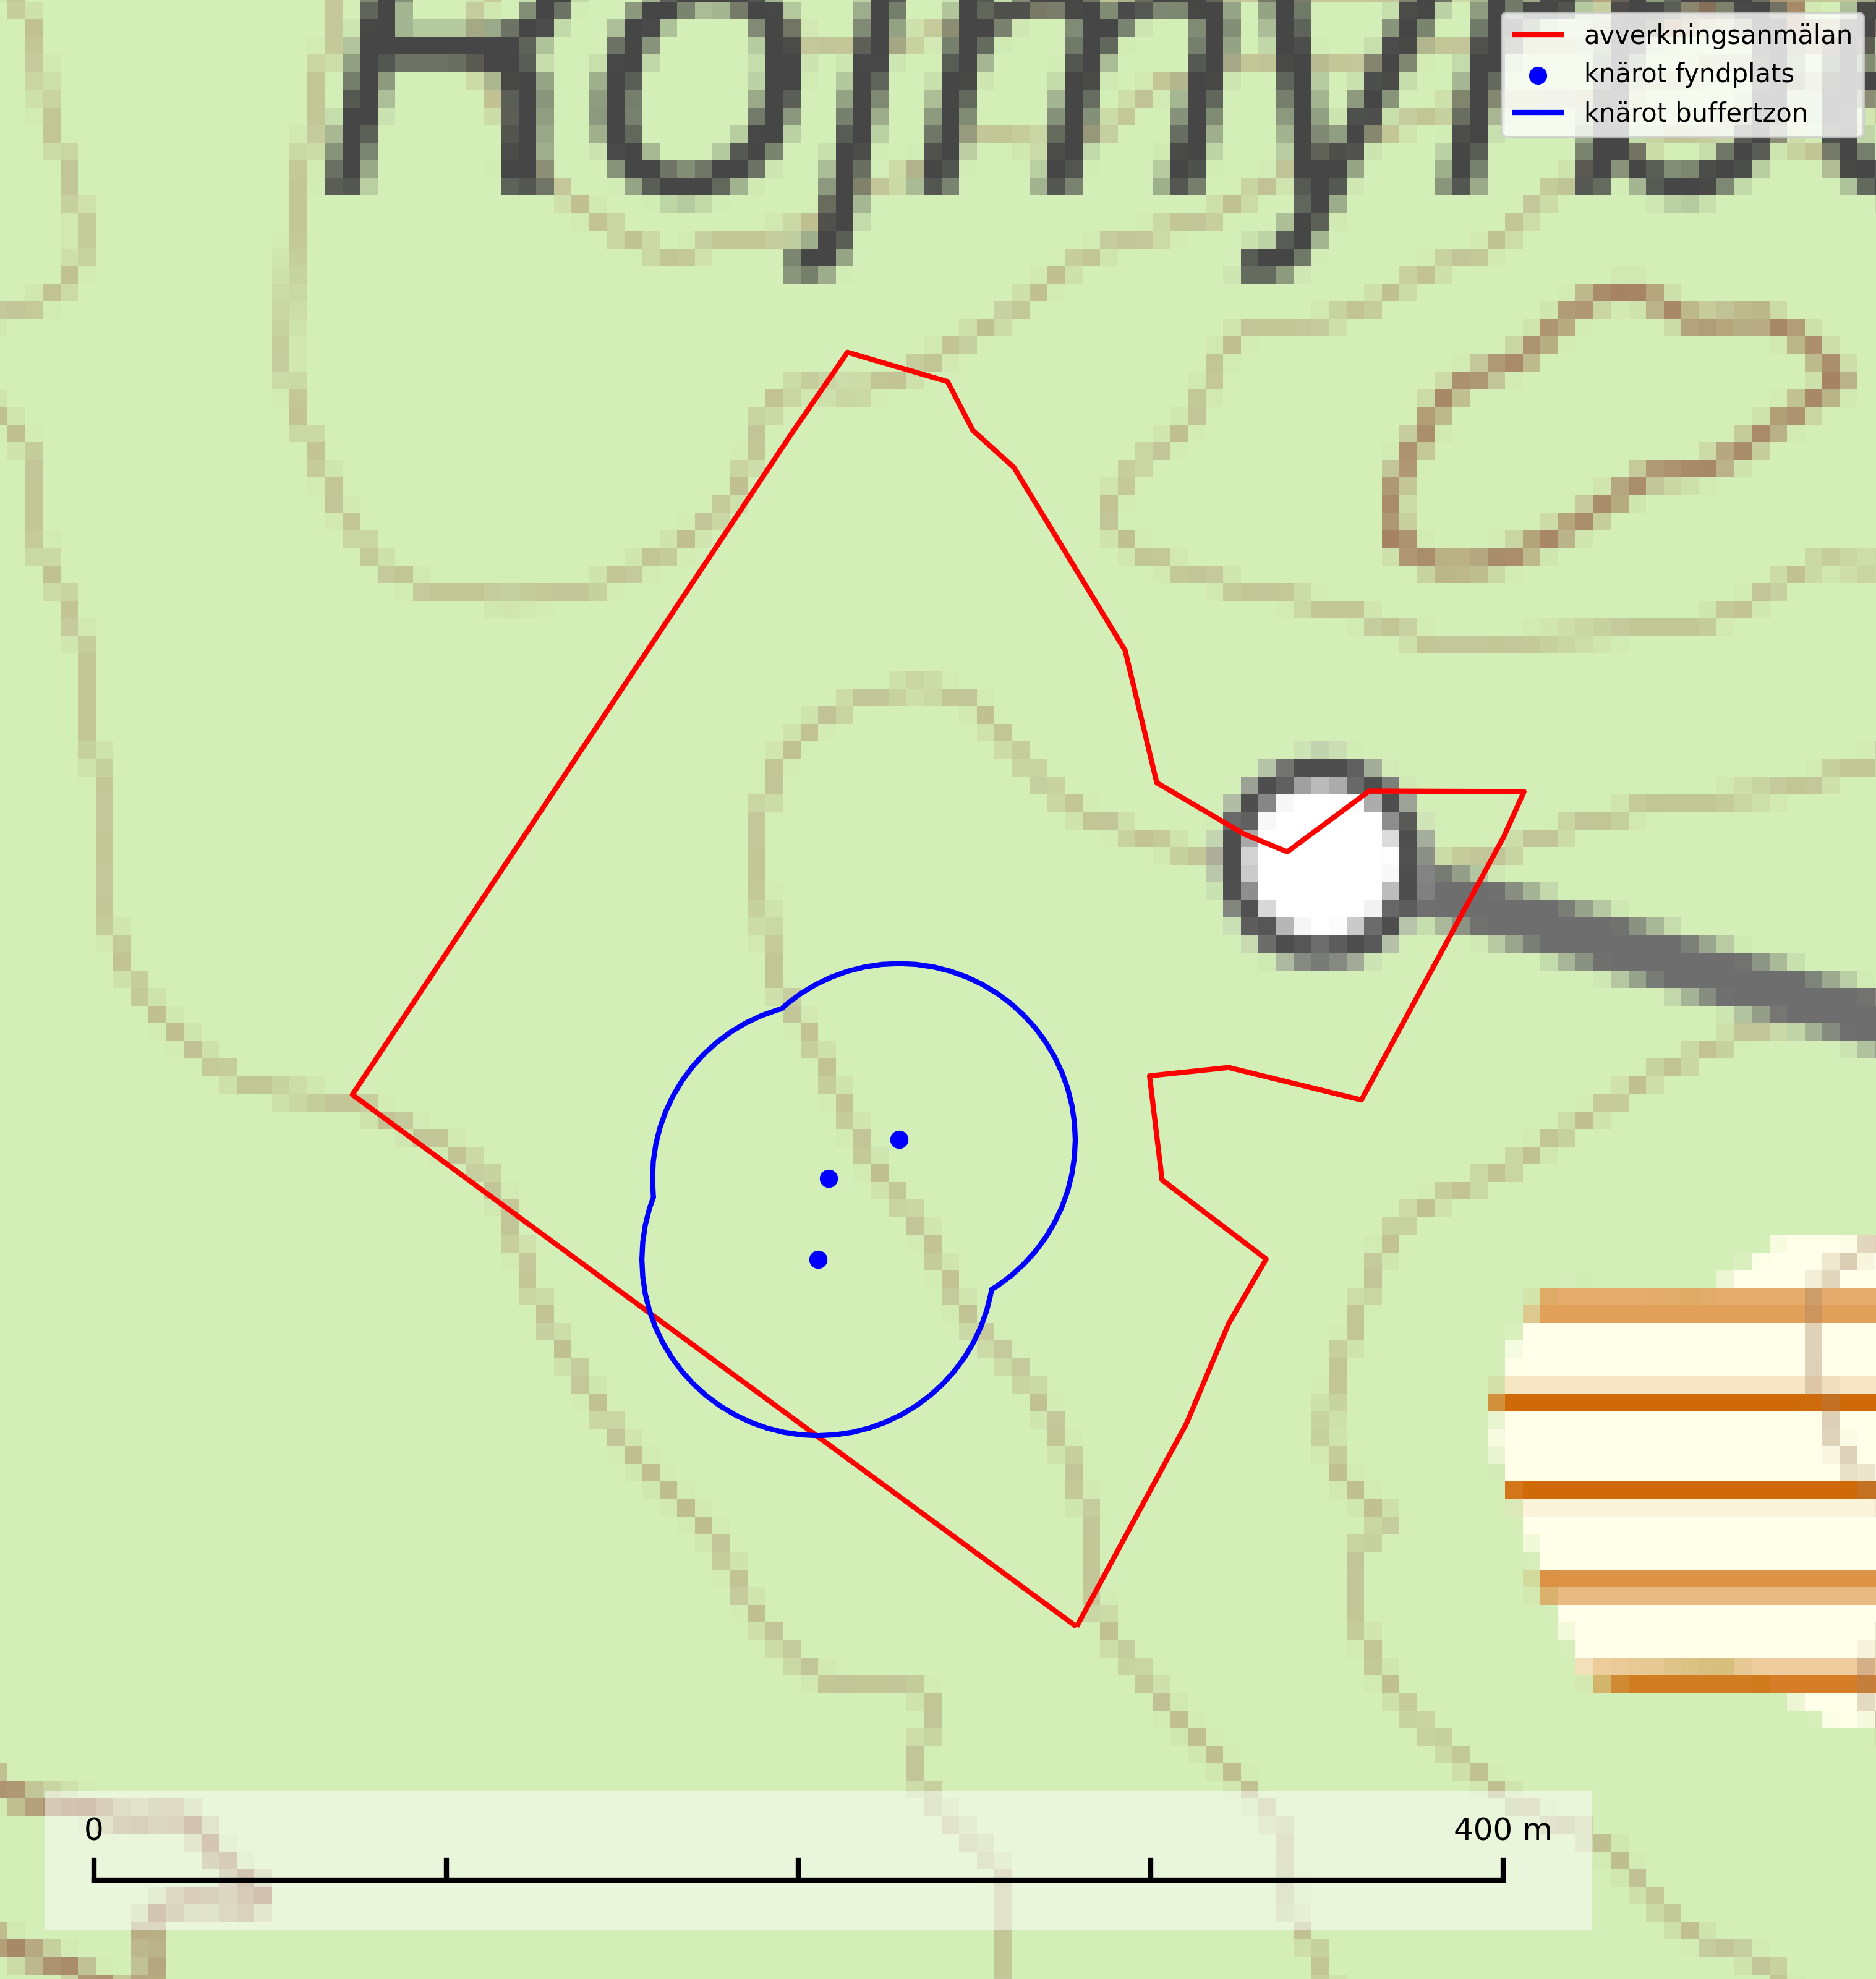 avverkningsanmälan
knärot fyndplats
knärot buffertzon
0
400 m